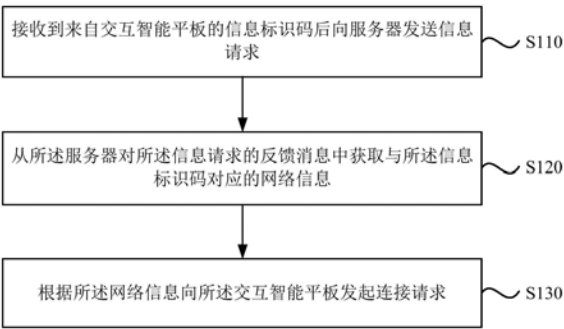 接收到来自交互智能平板的信息标识码后向服务器发送信息
请求
S110
从所述服务器对所述信息请求的反馈消息中获取与所述信息
标识码对应的网络信息
S120
根据所述网络信息向所述交互智能平板发起连接请求
S130